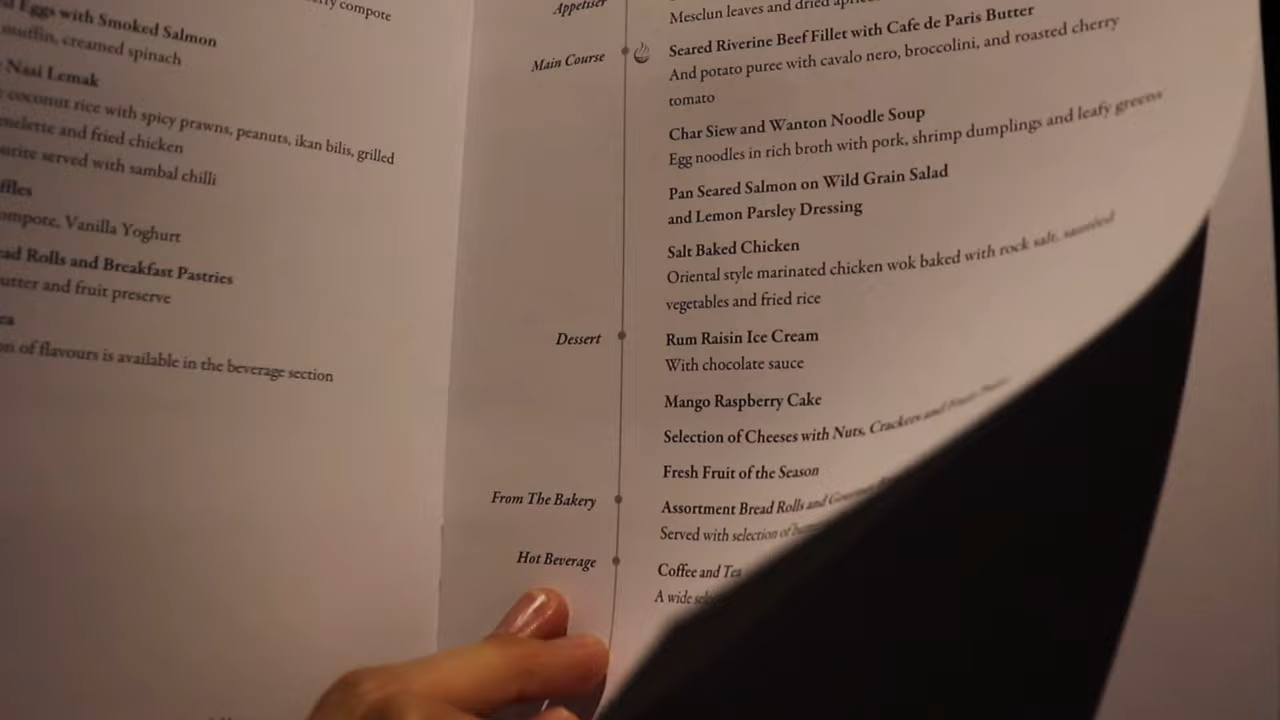 compote
Eggs with Smoked Salmon
muffin, creamed spinach
Nasi Lemak
coconut rice with spicy prawns, peanuts, ikan bilis, grilled
and fried chicken
served with sambal chilli
Vanilla Yoghurt
Rolls and Breakfast Pastries
and fruit preserve
of flavours is available in the beverage section
Appetiser
Mesclun leaves and dried
Main Course
Seared Riverine Beef Fillet with Cafe de Paris Butter
And potato puree with cavalo nero, broccolini, and roasted cherry
tomato
Char Siew and Wanton Noodle Soup
Egg noodles in rich broth with pork, shrimp dumplings and leafy greens
Pan Seared Salmon on Wild Grain Salad
and Lemon Parsley Dressing
Salt Baked Chicken
Oriental style marinated chicken wok baked with rock salt, sautéed
vegetables and fried rice
Dessert
Rum Raisin Ice Cream
With chocolate sauce
Mango Raspberry Cake
Selection of Cheeses with Nuts, Crackers and
Fresh Fruit of the Season
From The Bakery
Assortment Bread Rolls and
Served with selection of
Hot Beverage
Coffee and Tea
A wide